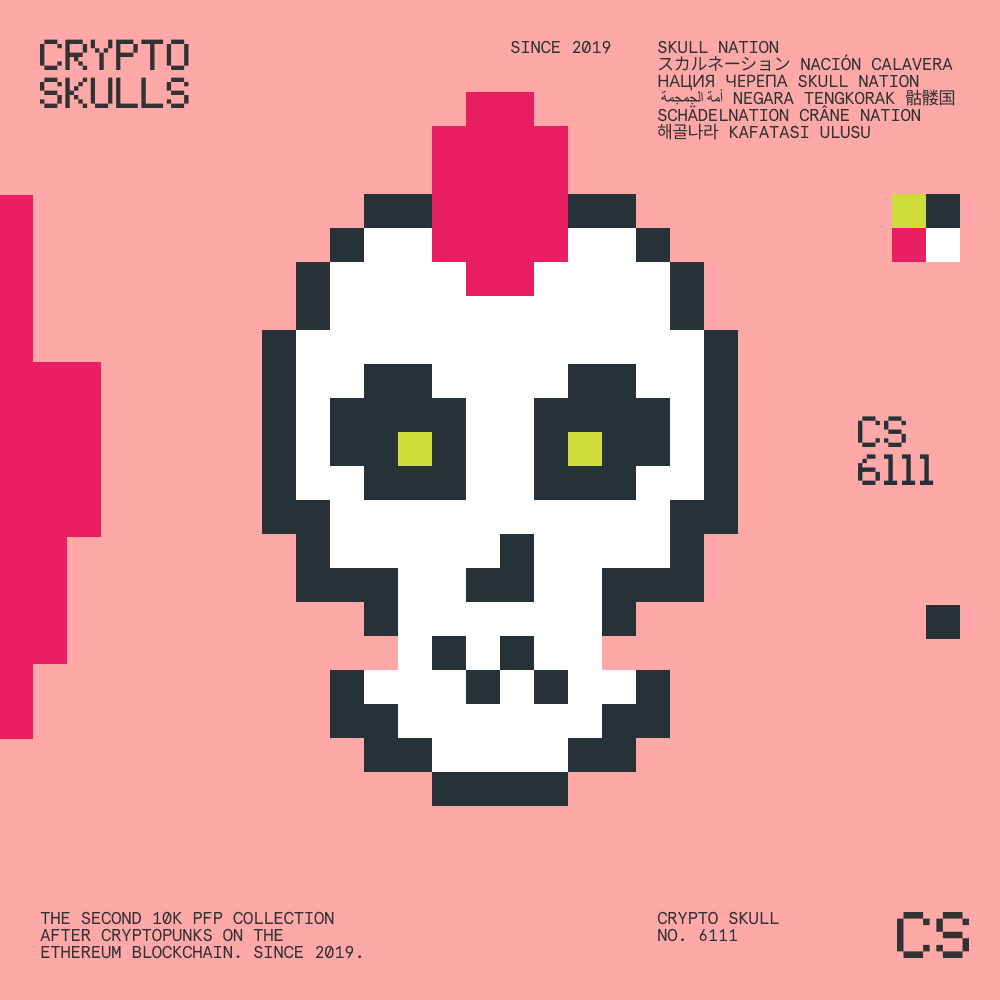 CRYPTO
SKULLS
SINCE 2019
SKULL NATION
スカルネーション NACIÓN CALAVERA
НАЦИЯ ЧЕРЕПА SKULL NATION
أمة الجمجمة NEGARA TENGKORAK 骷髅国
SCHÄDELNATION CRÂNE NATION
해골나라 KAFATASI ULUSU
CS
6111
THE SECOND 10K PFP COLLECTION
AFTER CRYPTOPUNKS ON THE
ETHEREUM BLOCKCHAIN. SINCE 2019.
CRYPTO SKULL
NO. 6111
CS